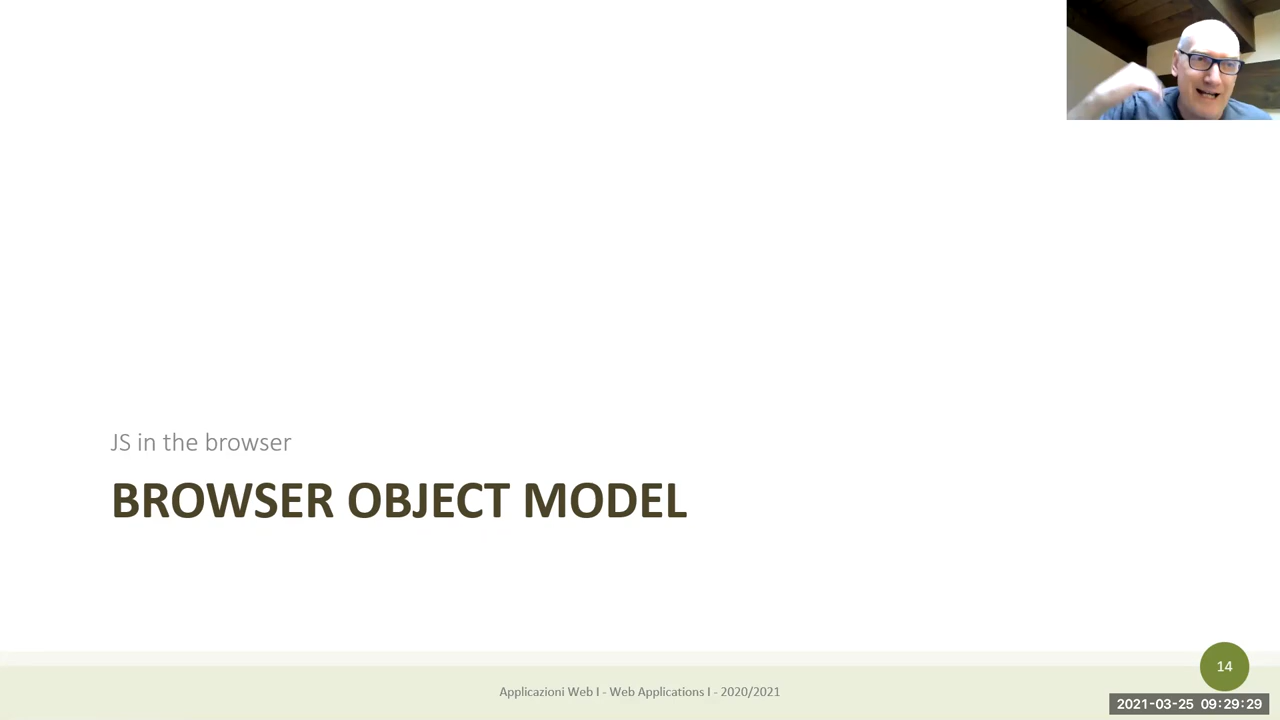 JS in the browser
BROWSER OBJECT MODEL
14
Applicazioni Web I - Web Applications I - 2020/2021
2021-03-25 09:29:29